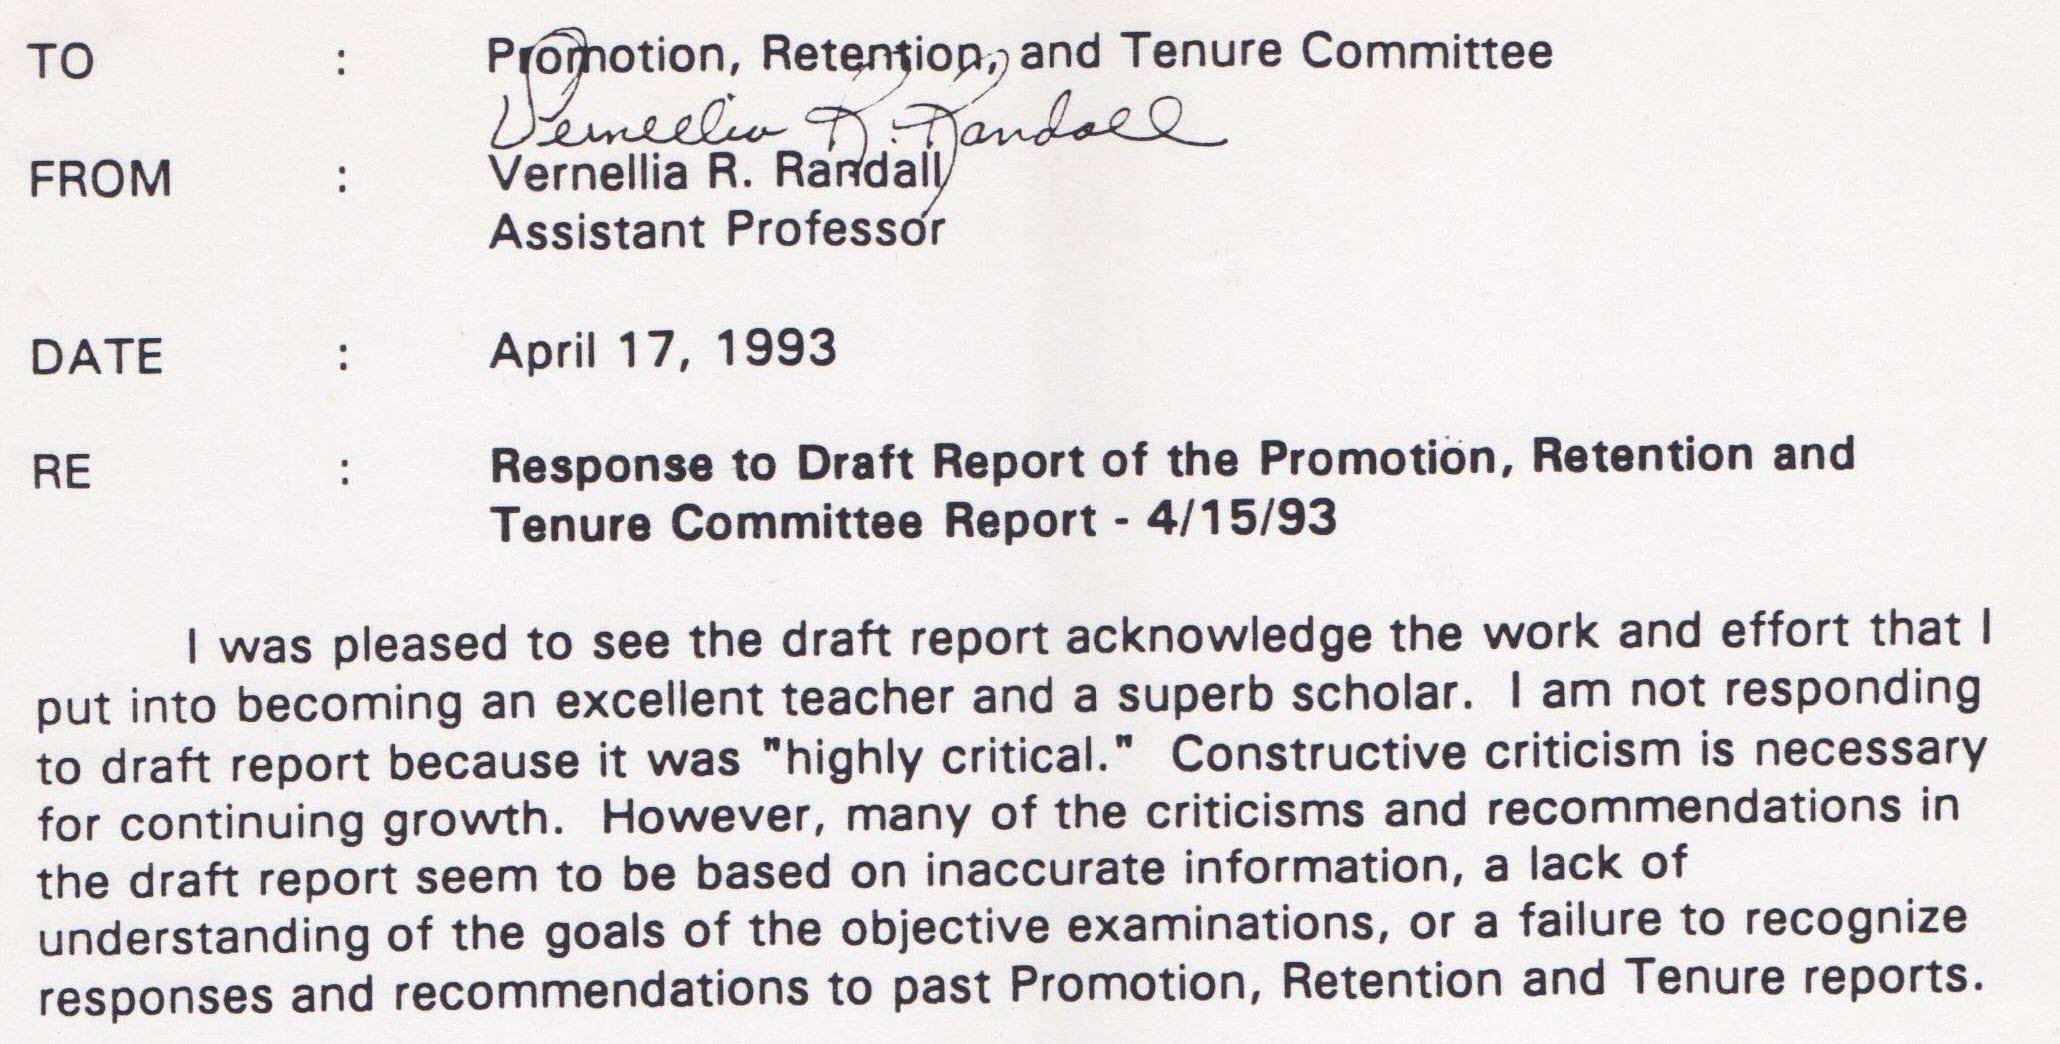 TO : Promotion, Retention, and Tenure Committee
Vernellia R. Randall
FROM : Vernellia R. Randall
Assistant Professor
DATE : April 17, 1993
RE : Response to Draft Report of the Promotion, Retention and
Tenure Committee Report - 4/15/93
I was pleased to see the draft report acknowledge the work and effort that I
put into becoming an excellent teacher and a superb scholar. I am not responding
to draft report because it was "highly critical." Constructive criticism is necessary
for continuing growth. However, many of the criticisms and recommendations in
the draft report seem to be based on inaccurate information, a lack of
understanding of the goals of the objective examinations, or a failure to recognize
responses and recommendations to past Promotion, Retention and Tenure reports.